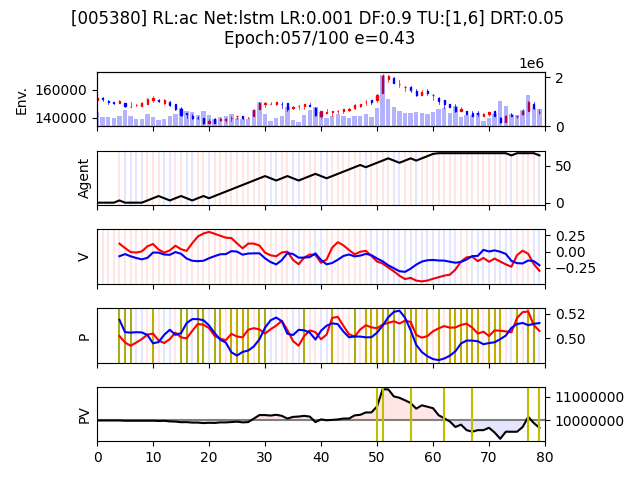 [005380] RL:ac Net:lstm LR:0.001 DF:0.9 TU:[1,6] DRT:0.05
Epoch:057/100 e=0.43
1e6
Env.
160000
140000
2
0
Agent
50
0
V
0.25
0.00
−0.25
P
0.52
0.50
PV
11000000
10000000
0 10 20 30 40 50 60 70 80